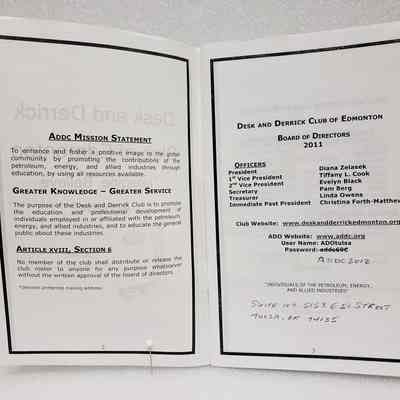 ADDC MISSION STATEMENT
To enhance and foster a positive image to the global
community by promoting the contributions of the
petroleum, energy, and allied industries through
education, by using all resources available.
GREATER KNOWLEDGE – GREATER SERVICE
The purpose of the Desk and Derrick Club is to promote
the education and professional development of
individuals employed in or affiliated with the petroleum,
energy, and allied industries, and to educate the general
public about these industries.
ARTICLE XVIII, SECTION 6
No member of the club shall distribute or release the
club roster to anyone for any purpose whatsoever
without the written approval of the board of directors.
*Denotes preferred mailing address
2
DESK AND DERRICK CLUB OF EDMONTON
BOARD OF DIRECTORS
2011
OFFICERS
President Diana Zelasek
1st Vice President Tiffany L. Cook
2nd Vice President Evelyn Black
Secretary Pam Berg
Treasurer Linda Owens
Immediate Past President Christina Forth-Matthews
Club Website: www.deskandderrickedmonton.org
ADD Website: www.addc.org
User Name: ADOtulsa
Password:
ADDC2012
"INDIVIDUALS OF THE PETROLEUM, ENERGY,
AND ALLIED INDUSTRIES"
STREET
3